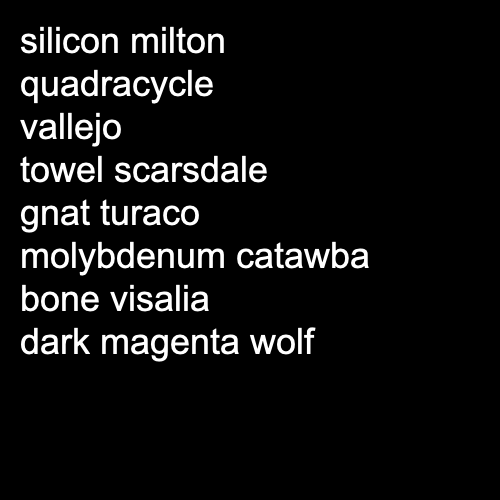 silicon milton
quadracycle
vallejo
towel scarsdale
gnat turaco
molybdenum catawba
bone visalia
dark magenta wolf